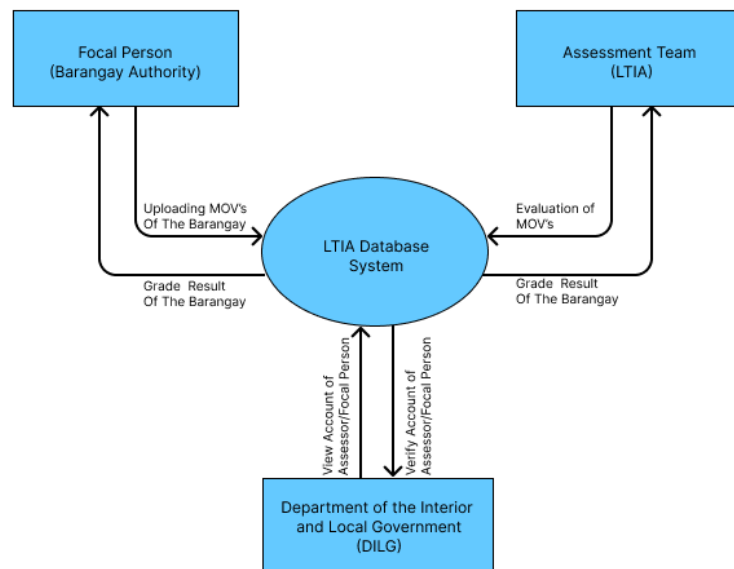 Focal Person
(Barangay Authority)
Assessment Team
(LTIA)
Uploading MOV's
Of The Barangay
Evaluation of
MOV's
LTIA Database
System
Grade Result
Of The Barangay
Grade Result
Of The Barangay
View Account of
Assessor/Focal Person
Verify Account of
Assessor/Focal Person
Department of the Interior
and Local Government
(DILG)